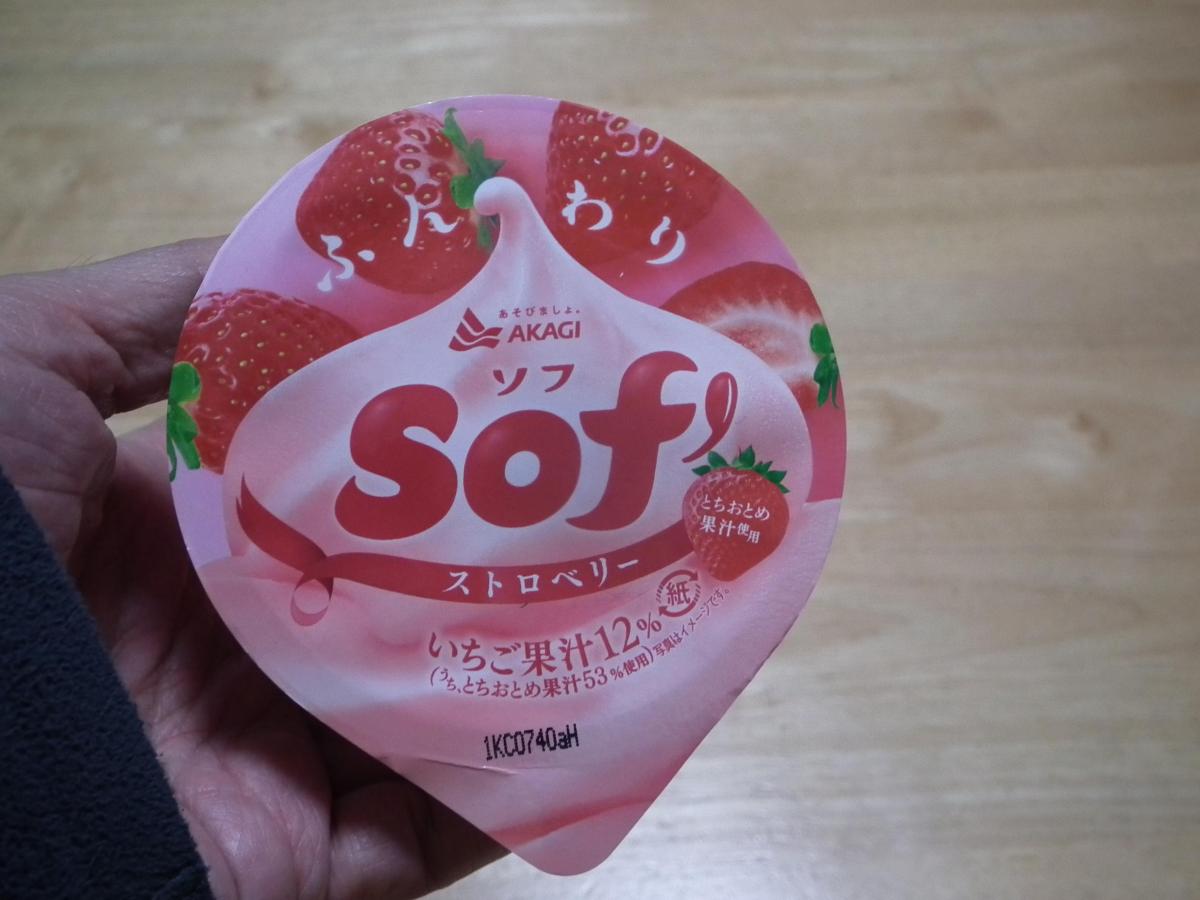 ふんわり
あそびましょ。
AKAGI
ソフ
Sof'
ストロベリー
とちおとめ
果汁使用
紙
いちご果汁12%
(うち、とちおとめ果汁53%使用)
写真はイメージです。
1KC0740aH